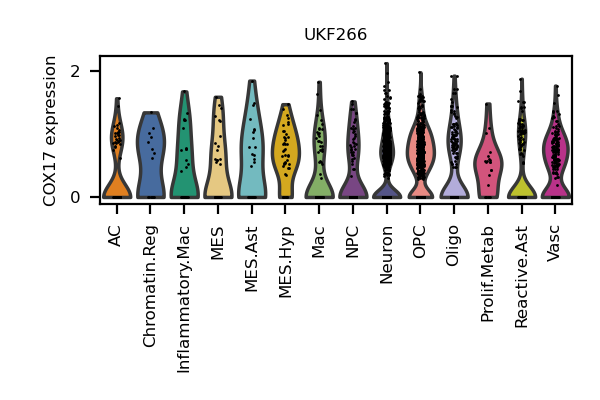 UKF266
COX17 expression
2
0
AC
Chromatin.Reg
Inflammatory.Mac
MES
MES.Ast
MES.Hyp
Mac
NPC
Neuron
OPC
Oligo
Prolif.Metab
Reactive.Ast
Vasc